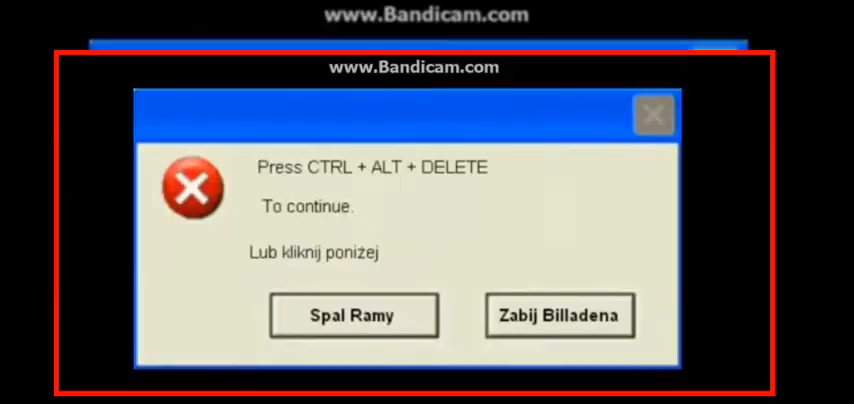 www.Bandicam.com
www.Bandicam.com
Press CTRL + ALT + DELETE
To continue.
Lub kliknij poniżej
Spal Ramy
Zabij Billadena